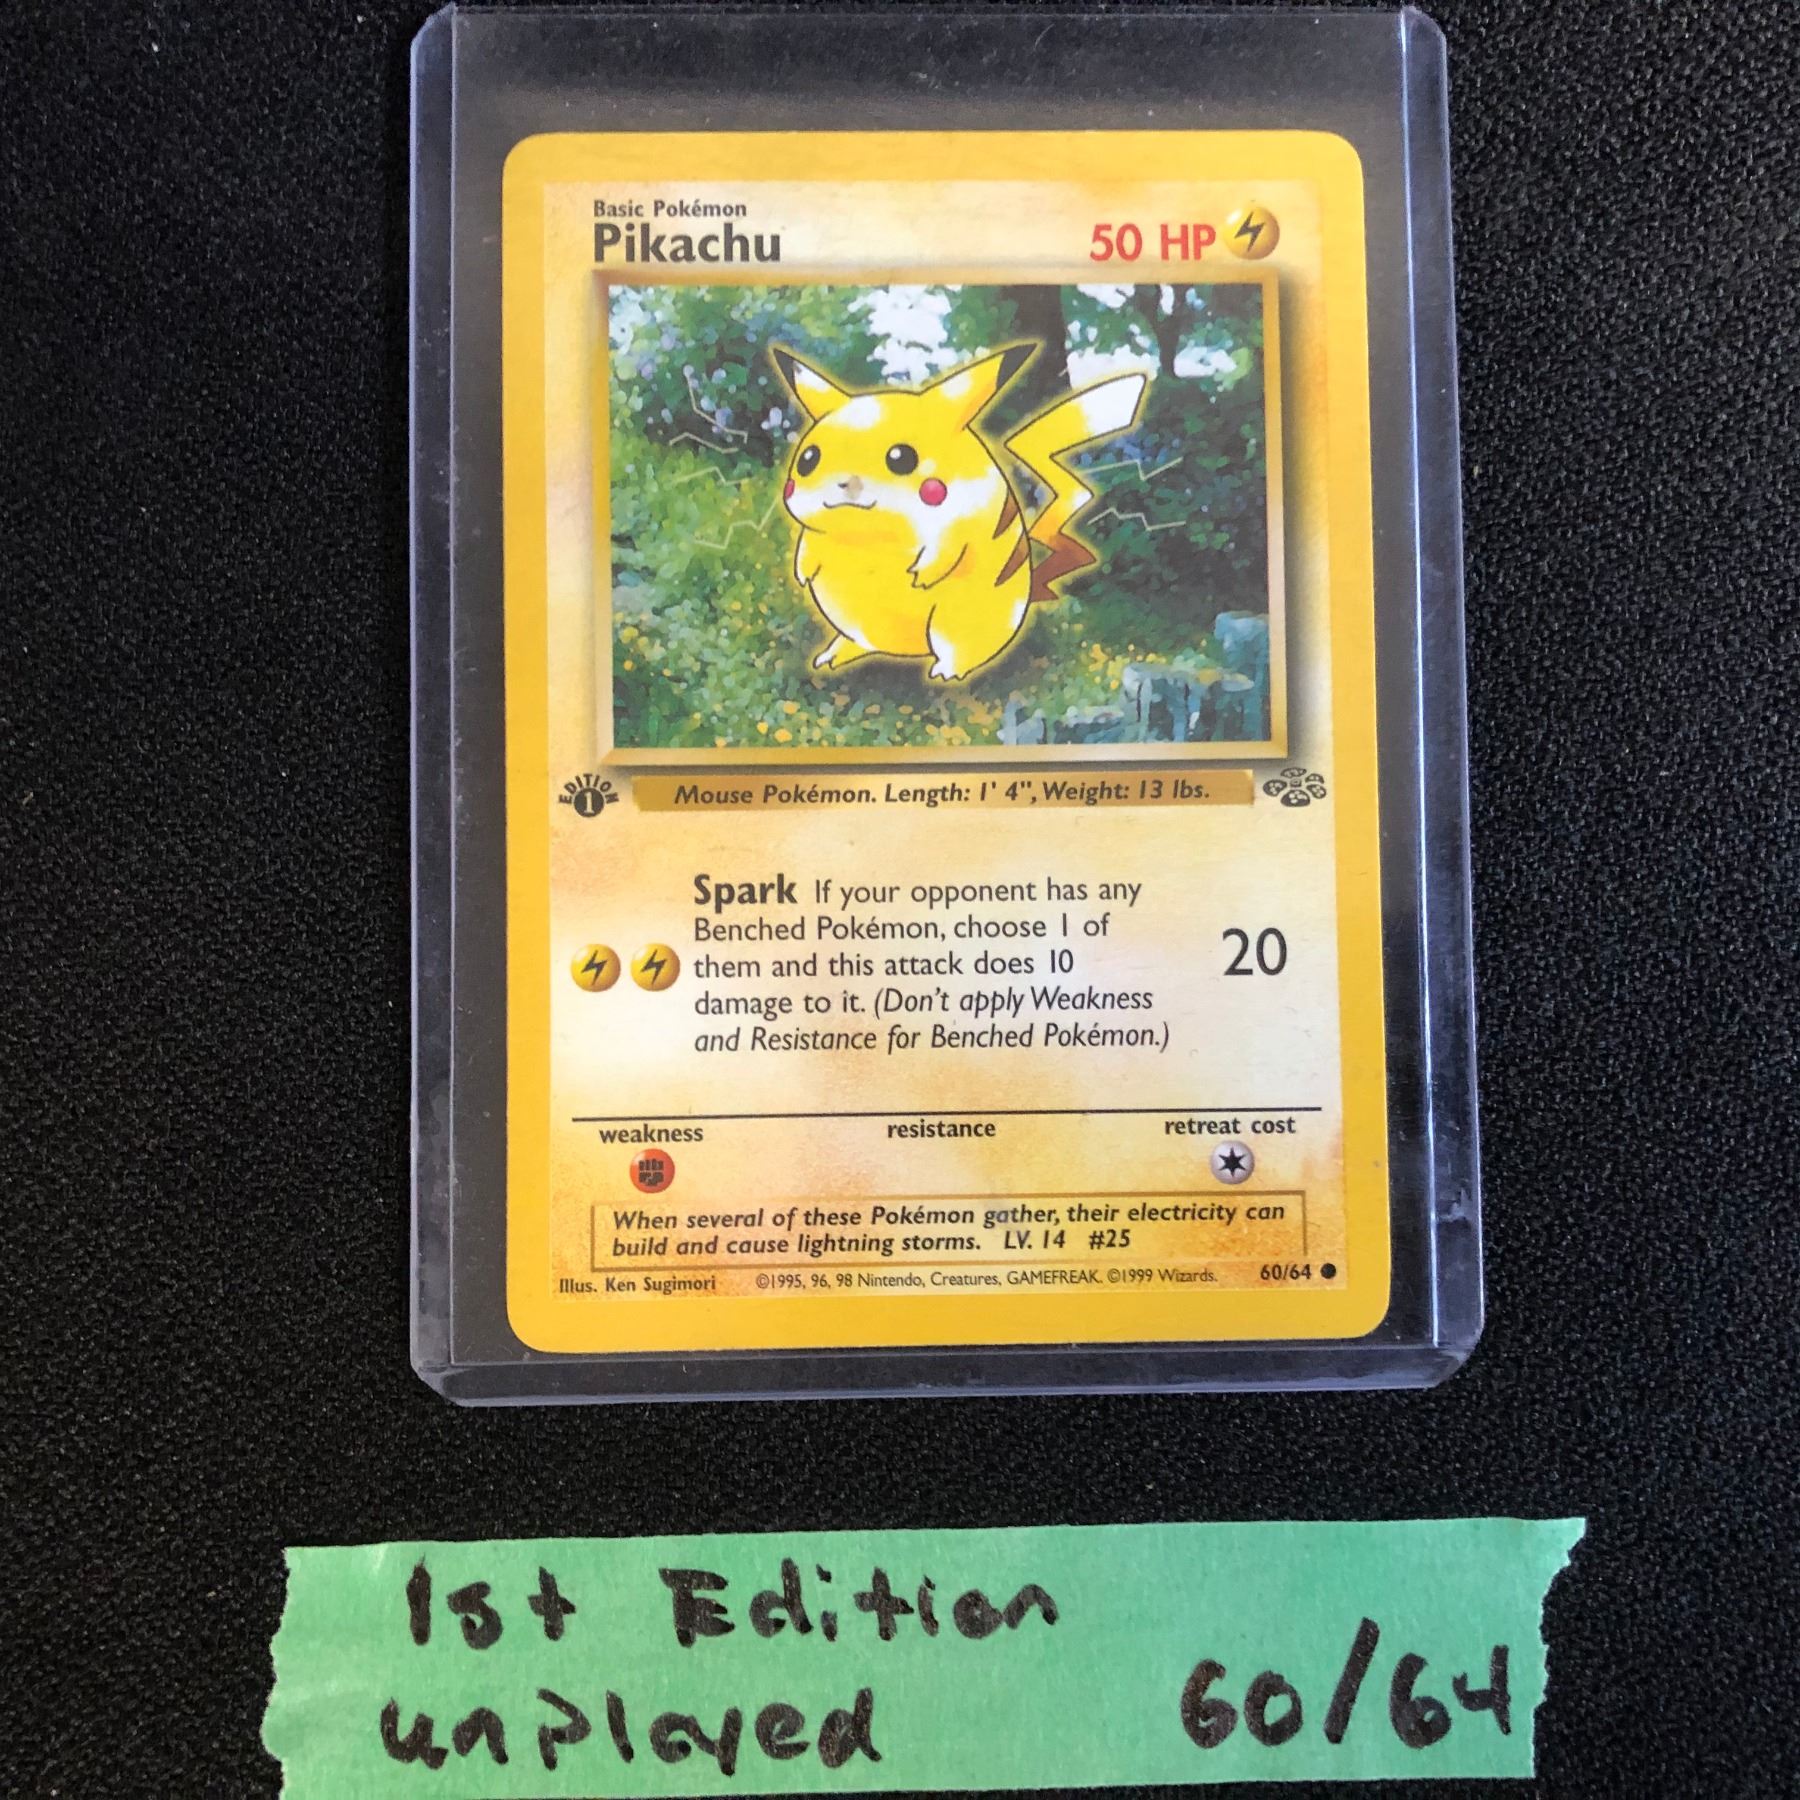 Basic Pokémon
Pikachu
50 HP
EDITION
1
Mouse Pokémon. Length: 1' 4", Weight: 13 lbs.
Spark If your opponent has any
Benched Pokémon, choose 1 of
them and this attack does 10
damage to it. (Don't apply Weakness
and Resistance for Benched Pokémon.)
20
weakness resistance retreat cost
When several of these Pokémon gather, their electricity can
build and cause lightning storms. LV. 14 #25
Illus. Ken Sugimori ©1995, 96, 98 Nintendo, Creatures, GAMEFREAK. ©1999 Wizards. 60/64
1st Edition
unPlayed 60/64